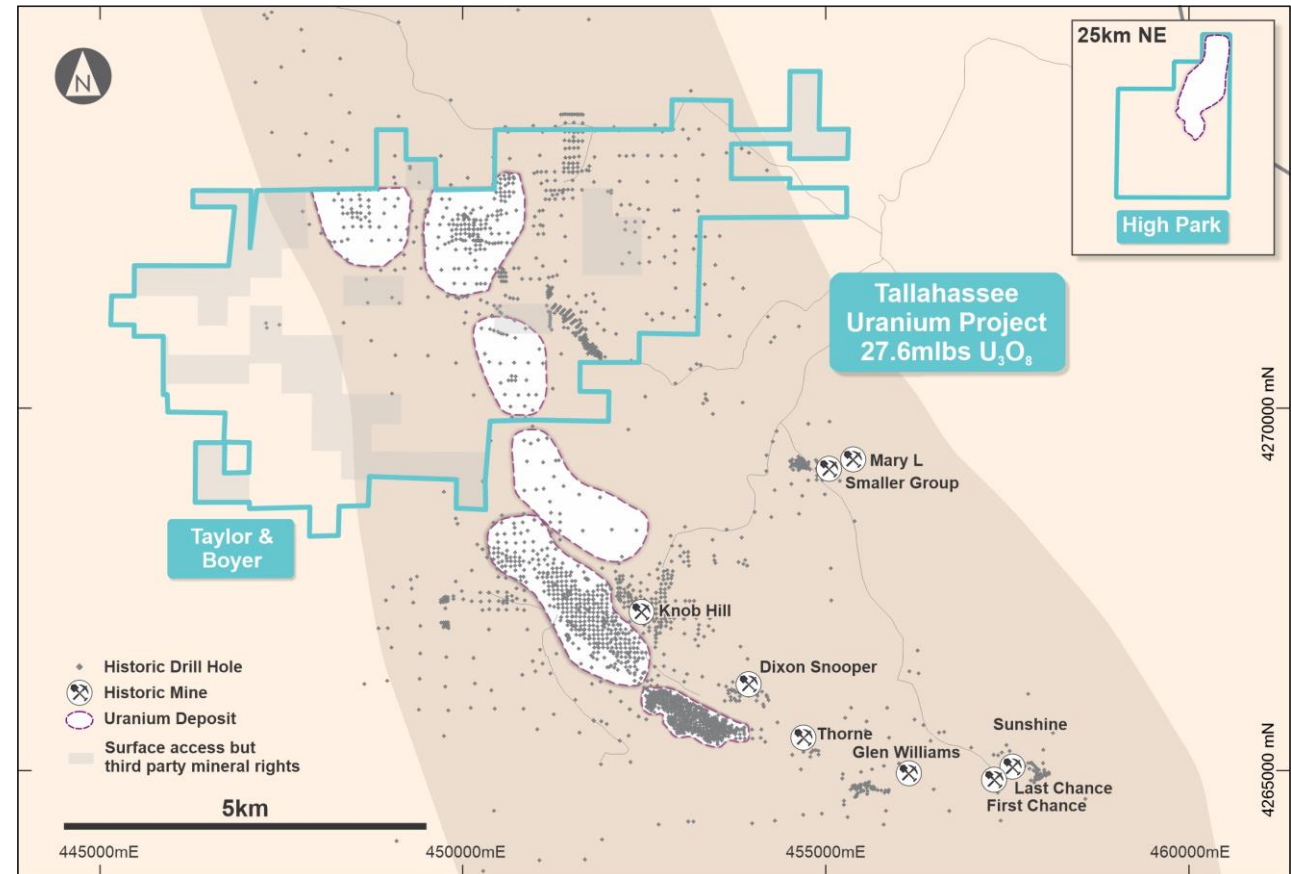 25km NE
N
High Park
Tallahassee
Uranium Project
27.6mlbs U₃O₈
4270000 mN
Mary L
Smaller Group
Taylor &
Boyer
Knob Hill
Dixon Snooper
Thorne
Glen Williams
Sunshine
Last Chance
First Chance
4265000 mN
Historic Drill Hole
Historic Mine
Uranium Deposit
Surface access but
third party mineral rights
5km
445000mE
450000mE
455000mE
460000mE